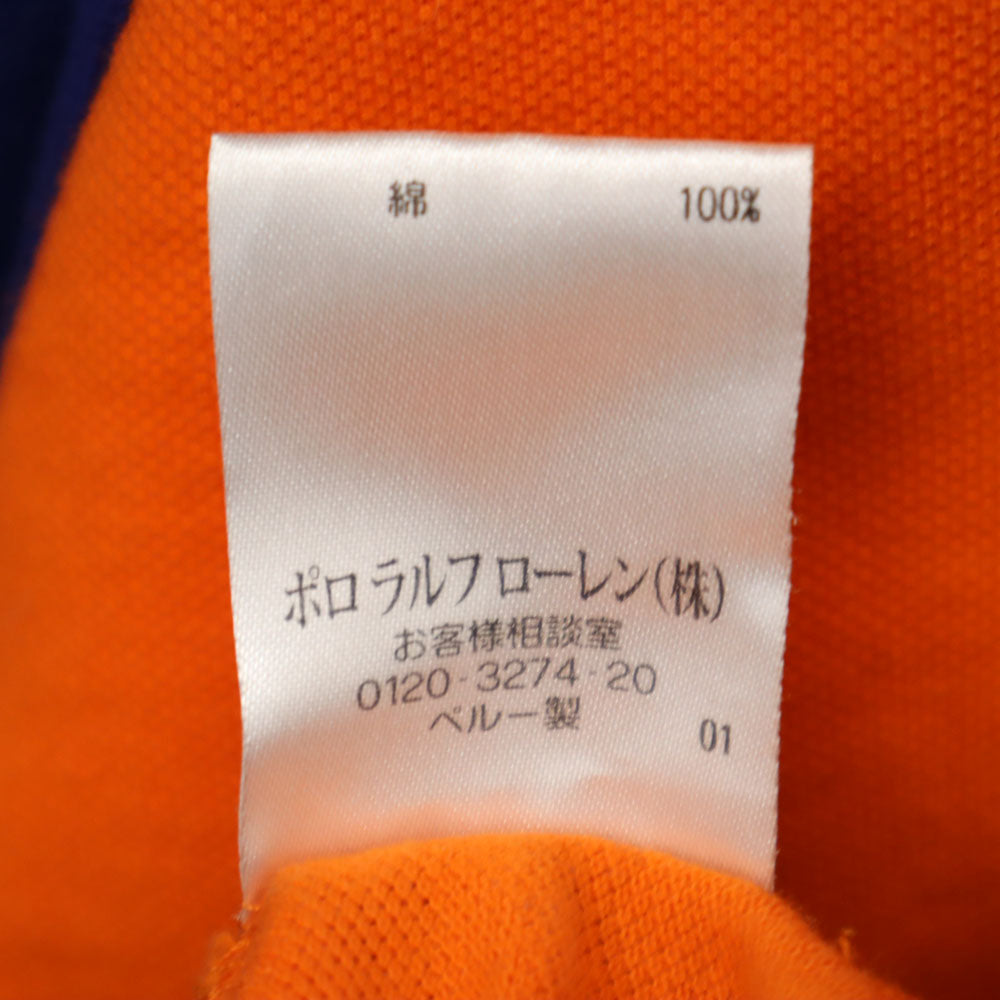 綿 100%
ポロ ラルフ ローレン(株)
お客様相談室
0120-3274-20
ペルー製
01